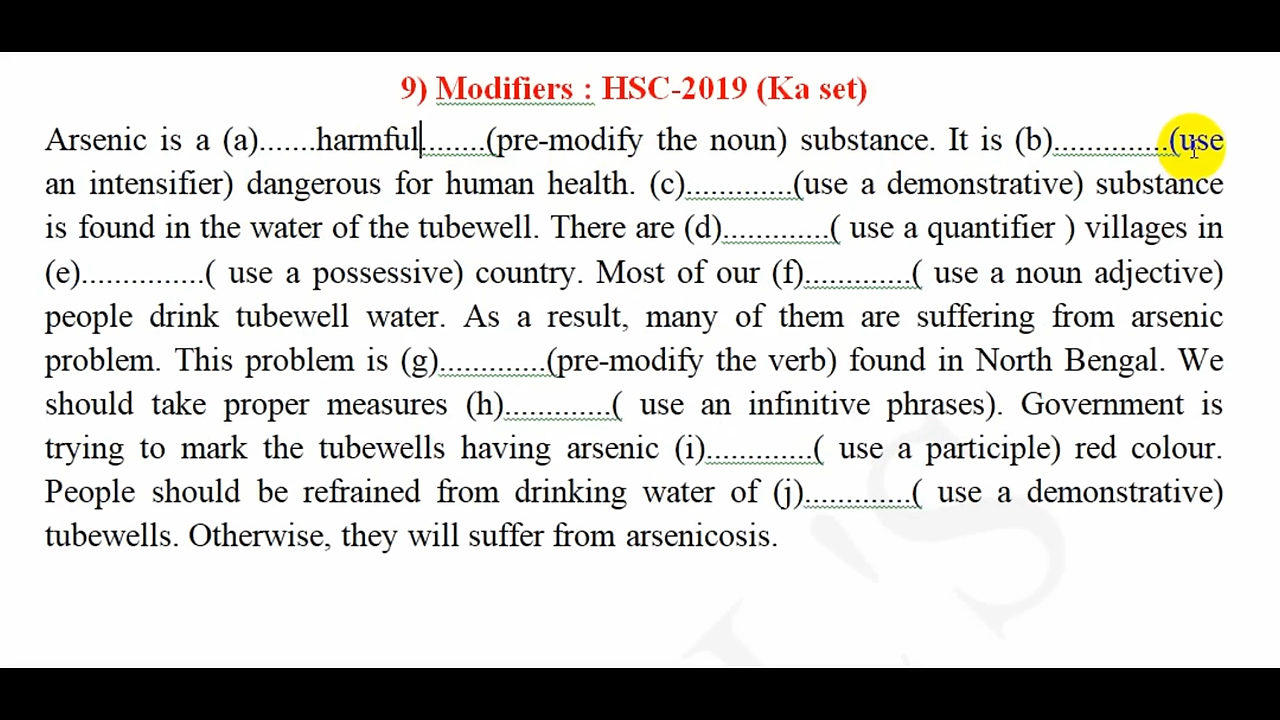 9) Modifiers : HSC-2019 (Ka set)
Arsenic is a (a).......harmful........(pre-modify the noun) substance. It is (b)..............(use
an intensifier) dangerous for human health. (c).............(use a demonstrative) substance
is found in the water of the tubewell. There are (d).............( use a quantifier ) villages in
(e)...............( use a possessive) country. Most of our (f).............( use a noun adjective)
people drink tubewell water. As a result, many of them are suffering from arsenic
problem. This problem is (g).............(pre-modify the verb) found in North Bengal. We
should take proper measures (h).............( use an infinitive phrases). Government is
trying to mark the tubewells having arsenic (i).............( use a participle) red colour.
People should be refrained from drinking water of (j).............( use a demonstrative)
tubewells. Otherwise, they will suffer from arsenicosis.